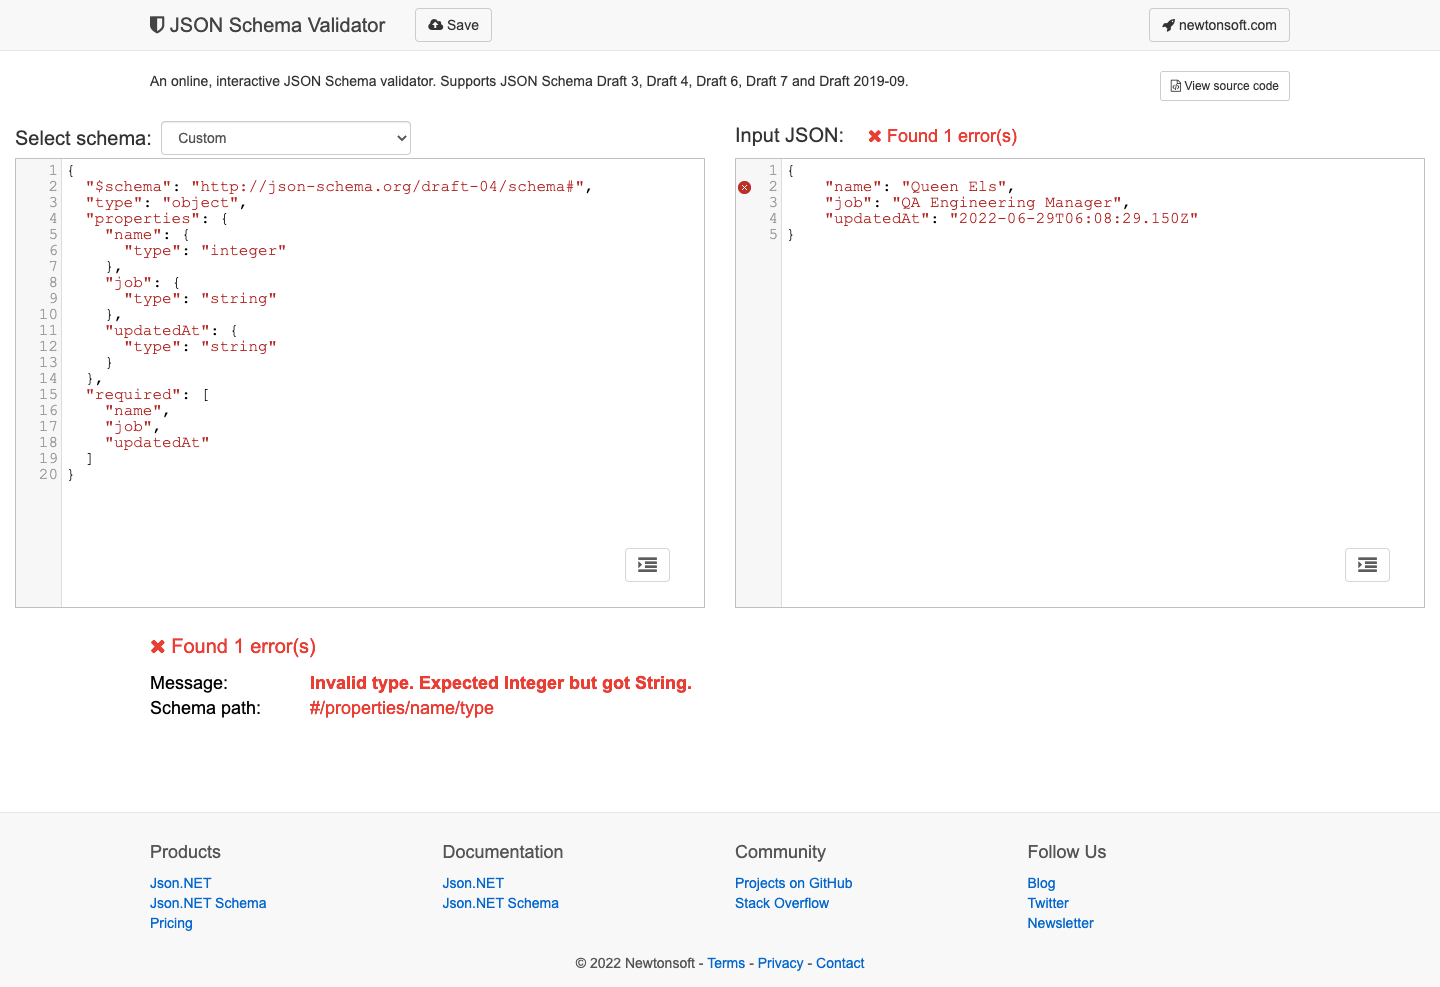 JSON Schema Validator
Save
newtonsoft.com
An online, interactive JSON Schema validator. Supports JSON Schema Draft 3, Draft 4, Draft 6, Draft 7 and Draft 2019-09.
View source code
Select schema:
Custom
1 {
2 "$schema": "http://json-schema.org/draft-04/schema#",
3 "type": "object",
4 "properties": {
5 "name": {
6 "type": "integer"
7 },
8 "job": {
9 "type": "string"
10 },
11 "updatedAt": {
12 "type": "string"
13 }
14 },
15 "required": [
16 "name",
17 "job",
18 "updatedAt"
19 ]
20 }
Input JSON:
Found 1 error(s)
1 {
2 "name": "Queen Els",
3 "job": "QA Engineering Manager",
4 "updatedAt": "2022-06-29T06:08:29.150Z"
5 }
Found 1 error(s)
Message: Invalid type. Expected Integer but got String.
Schema path: #/properties/name/type
Products
Json.NET
Json.NET Schema
Pricing
Documentation
Json.NET
Json.NET Schema
Community
Projects on GitHub
Stack Overflow
Follow Us
Blog
Twitter
Newsletter
© 2022 Newtonsoft - Terms - Privacy - Contact